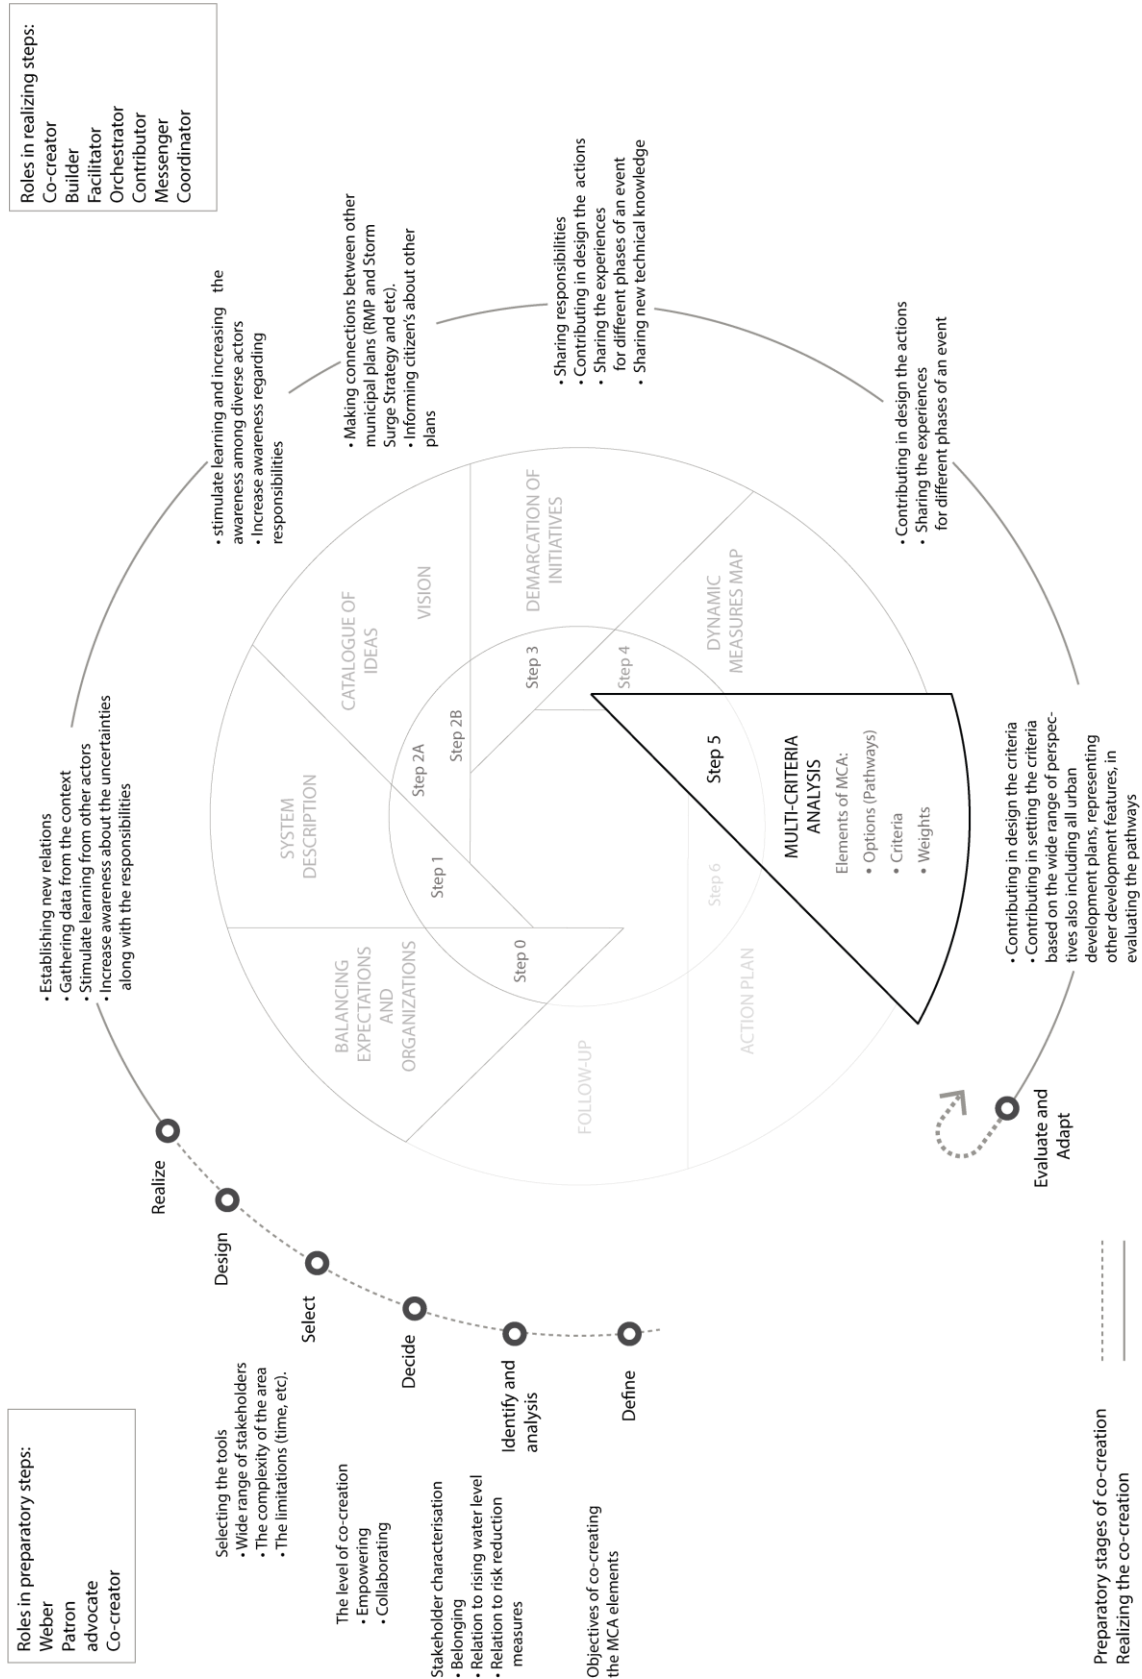 Roles in preparatory steps:
Weber
Patron
advocate
Co-creator
Roles in realizing steps:
Co-creator
Builder
Facilitator
Orchestrator
Contributor
Messenger
Coordinator
Selecting the tools
• Wide range of stakeholders
• The complexity of the area
• The limitations (time, etc).
The level of co-creation
• Empowering
• Collaborating
Stakeholder characterisation
• Belonging
• Relation to rising water level
• Relation to risk reduction
measures
Objectives of co-creating
the MCA elements
Define
Identify and
analysis
Decide
Select
Design
Realize
• Establishing new relations
• Gathering data from the context
• Stimulate learning from other actors
• Increase awareness about the uncertainties
along with the responsibilities
• stimulate learning and increasing the
awareness among diverse actors
• Increase awareness regarding
responsibilities
• Making connections between other
municipal plans (RMP and Storm
Surge Strategy and etc).
• Informing citizen's about other
plans
• Sharing responsibilities
• Contributing in design the actions
• Sharing the experiences
for different phases of an event
• Sharing new technical knowledge
• Contributing in design the actions
• Sharing the experiences
for different phases of an event
• Contributing in design the criteria
• Contributing in setting the criteria
based on the wide range of perspec-
tives also including all urban
development plans, representing
other development features, in
evaluating the pathways
Evaluate and
Adapt
BALANCING
EXPECTATIONS
AND
ORGANIZATIONS
Step 0
SYSTEM
DESCRIPTION
Step 1
CATALOGUE OF
IDEAS
Step 2A
VISION
Step 2B
DEMARCATION OF
INITIATIVES
Step 3
DYNAMIC
MEASURES MAP
Step 4
Step 5
MULTI-CRITERIA
ANALYSIS
Elements of MCA:
• Options (Pathways)
• Criteria
• Weights
Step 6
ACTION PLAN
FOLLOW-UP
Preparatory stages of co-creation
Realizing the co-creation